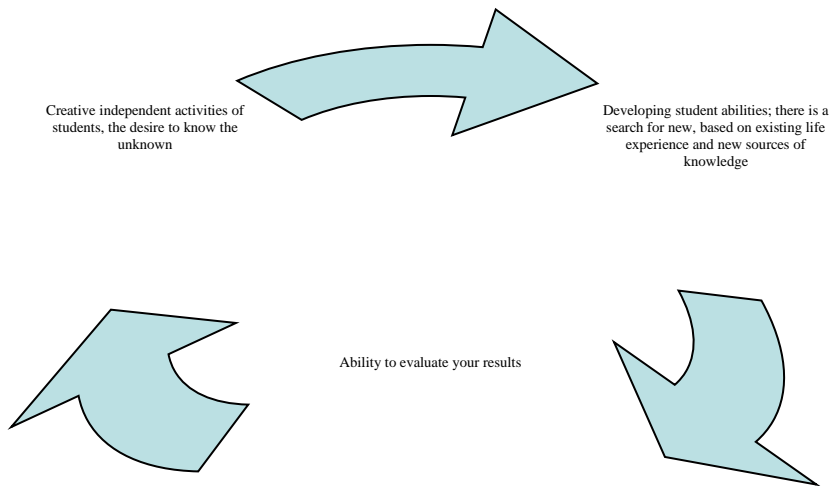 Creative independent activities of
students, the desire to know the
unknown
Developing student abilities; there is a
search for new, based on existing life
experience and new sources of
knowledge
Ability to evaluate your results